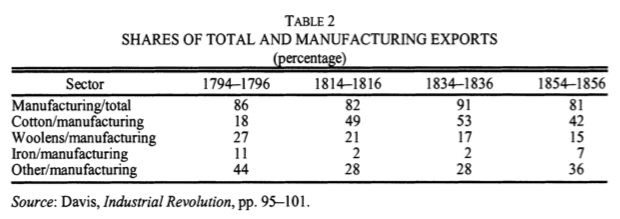 TABLE 2
SHARES OF TOTAL AND MANUFACTURING EXPORTS
(percentage)
Sector 1794–1796 1814–1816 1834–1836 1854–1856
Manufacturing/total 86 82 91 81
Cotton/manufacturing 18 49 53 42
Woolens/manufacturing 27 21 17 15
Iron/manufacturing 11 2 2 7
Other/manufacturing 44 28 28 36
Source: Davis, Industrial Revolution, pp. 95–101.